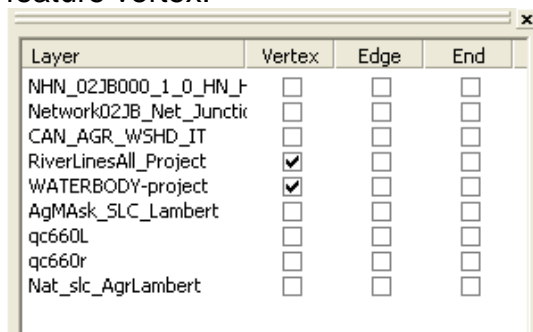 feature vertex.
Layer Vertex Edge End
NHN_02JB000_1_0_HN_H
Network02JB_Net_Junctio
CAN_AGR_WSHD_IT
RiverLinesAll_Project
WATERBODY-project
AgMAsk_SLC_Lambert
qc660L
qc660r
Nat_slc_AgrLambert